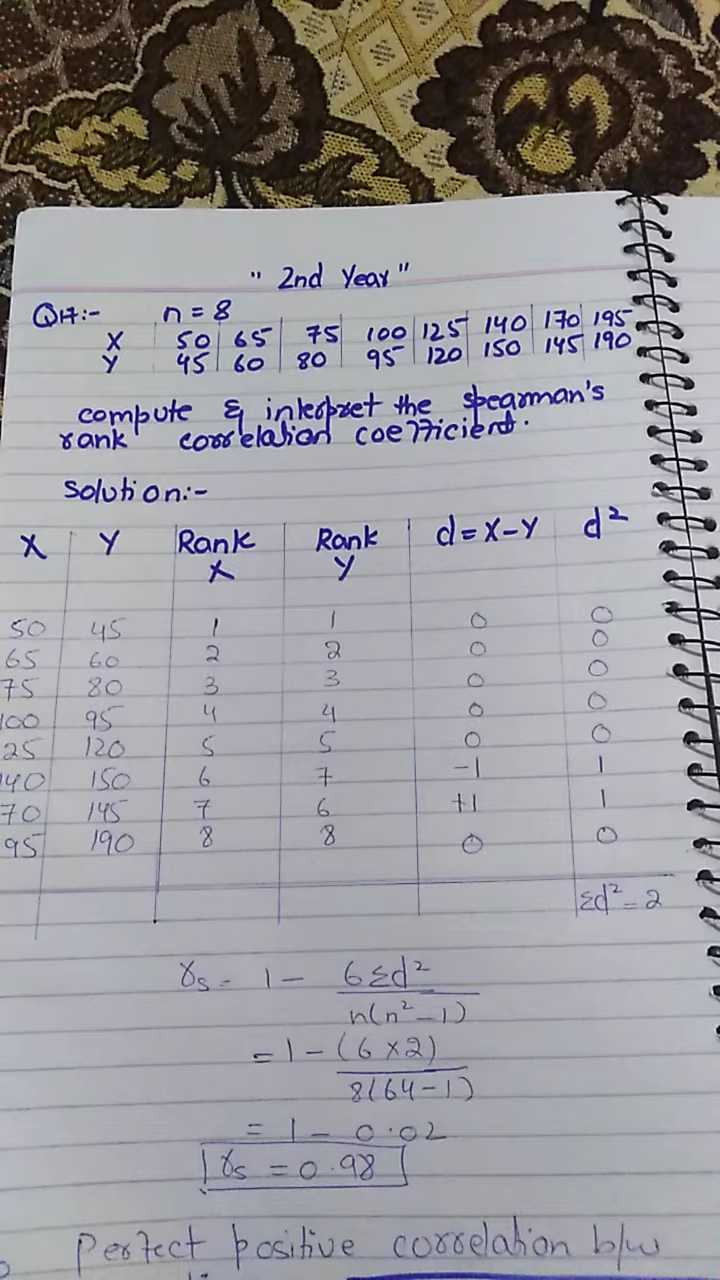 " 2nd Year"
Q17:- n = 8
X 50 65 75 100 125 140 170 195
Y 45 60 80 95 120 150 145 190
compute & interpret the spearman's
rank correlation coefficient.
Solution:-
X Y Rank X Rank Y d = X-Y d²
50 45 1 1 0 0
65 60 2 2 0 0
75 80 3 3 0 0
100 95 4 4 0 0
25 120 5 5 0 0
40 150 6 7 -1 1
70 145 7 6 +1 1
95 190 8 8 0 0
Σd² = 2
rs = 1 - 6Σd² / n(n²-1)
= 1 - (6×2) / 8(64-1)
= 1 - 0.02
rs = 0.98
Perfect positive correlation b/w